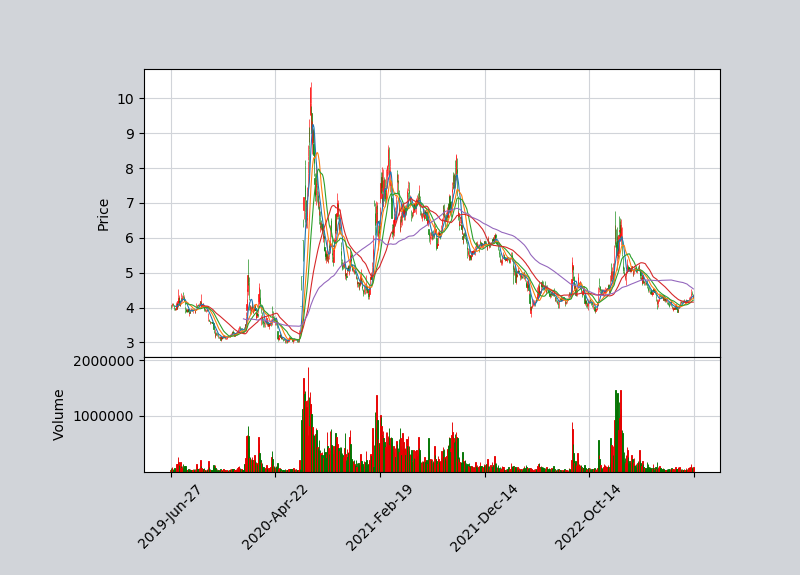 Price
10
9
8
7
6
5
4
3
Volume
2000000
1000000
2019-Jun-27
2020-Apr-22
2021-Feb-19
2021-Dec-14
2022-Oct-14